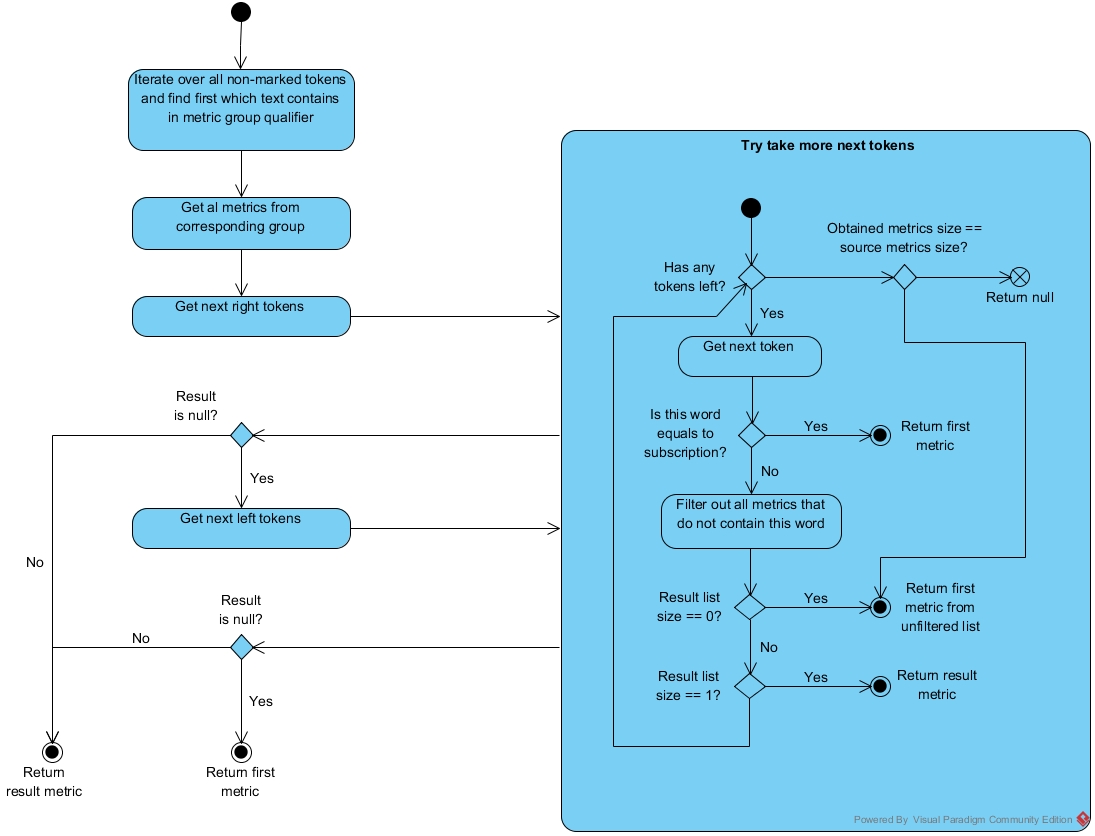 Iterate over all non-marked tokens
and find first which text contains
in metric group qualifier
Get al metrics from
corresponding group
Get next right tokens
Result
is null?
Yes
Get next left tokens
No
Result
is null?
No
Yes
Return
result metric
Return first
metric
Try take more next tokens
Obtained metrics size ==
source metrics size?
Has any
tokens left?
Return null
Yes
Get next token
Is this word
equals to
subscription?
Yes
Return first
metric
No
Filter out all metrics that
do not contain this word
Result list
size == 0?
Yes
Return first
metric from
unfiltered list
No
Result list
size == 1?
Yes
Return result
metric
Powered By Visual Paradigm Community Edition